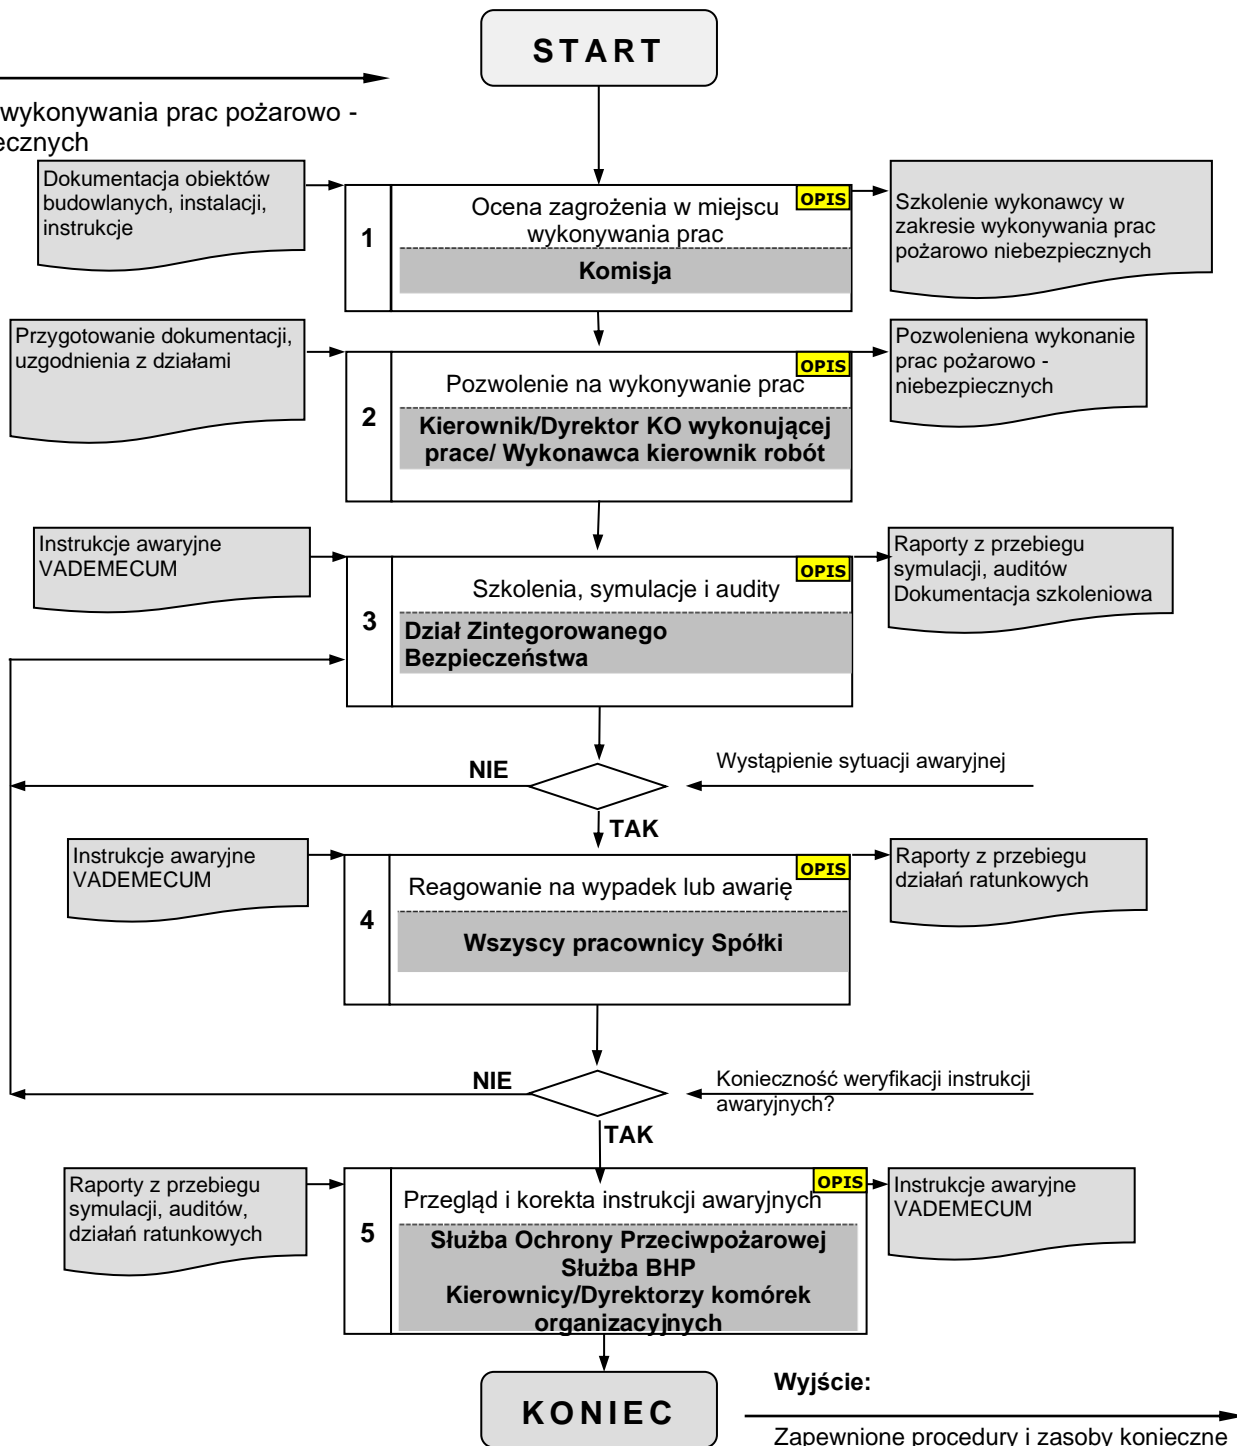 START
wykonywania prac pożarowo -
ecznych
Dokumentacja obiektów
budowlanych, instalacji,
instrukcje
1
Ocena zagrożenia w miejscu
wykonywania prac
OPIS
Komisja
Szkolenie wykonawcy w
zakresie wykonywania prac
pożarowo niebezpiecznych
Przygotowanie dokumentacji,
uzgodnienia z działami
2
Pozwolenie na wykonywanie prac
OPIS
Kierownik/Dyrektor KO wykonującej
prace/ Wykonawca kierownik robót
Pozwoleniena wykonanie
prac pożarowo -
niebezpiecznych
Instrukcje awaryjne
VADEMECUM
3
Szkolenia, symulacje i audity
OPIS
Dział Zintegorowanego
Bezpieczeństwa
Raporty z przebiegu
symulacji, auditów
Dokumentacja szkoleniowa
NIE
Wystąpienie sytuacji awaryjnej
TAK
Instrukcje awaryjne
VADEMECUM
4
Reagowanie na wypadek lub awarię
OPIS
Wszyscy pracownicy Spółki
Raporty z przebiegu
działań ratunkowych
NIE
Konieczność weryfikacji instrukcji
awaryjnych?
TAK
Raporty z przebiegu
symulacji, auditów,
działań ratunkowych
5
Przegląd i korekta instrukcji awaryjnych
OPIS
Służba Ochrony Przeciwpożarowej
Służba BHP
Kierownicy/Dyrektorzy komórek
organizacyjnych
Instrukcje awaryjne
VADEMECUM
KONIEC
Wyjście:
Zapewnione procedury i zasoby konieczne